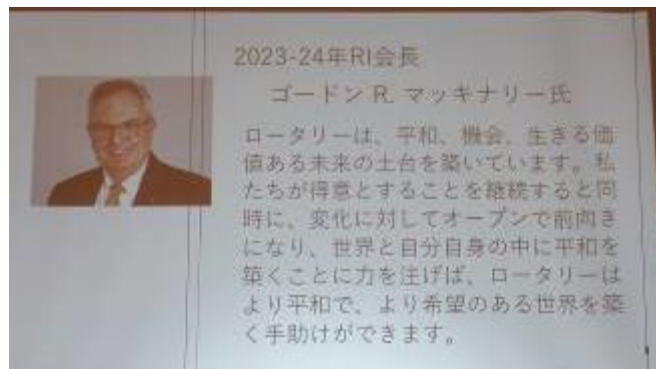 2023-24年RI会長
ゴードン R. マッキナリー氏
ロータリーは、平和、機会、生きる価
値ある未来の土台を築いています。私
たちが得意とすることを継続すると同
時に、変化に対してオープンで前向き
になり、世界と自分自身の中に平和を
築くことに力を注げば、ロータリーは
より平和で、より希望のある世界を築
く手助けができます。